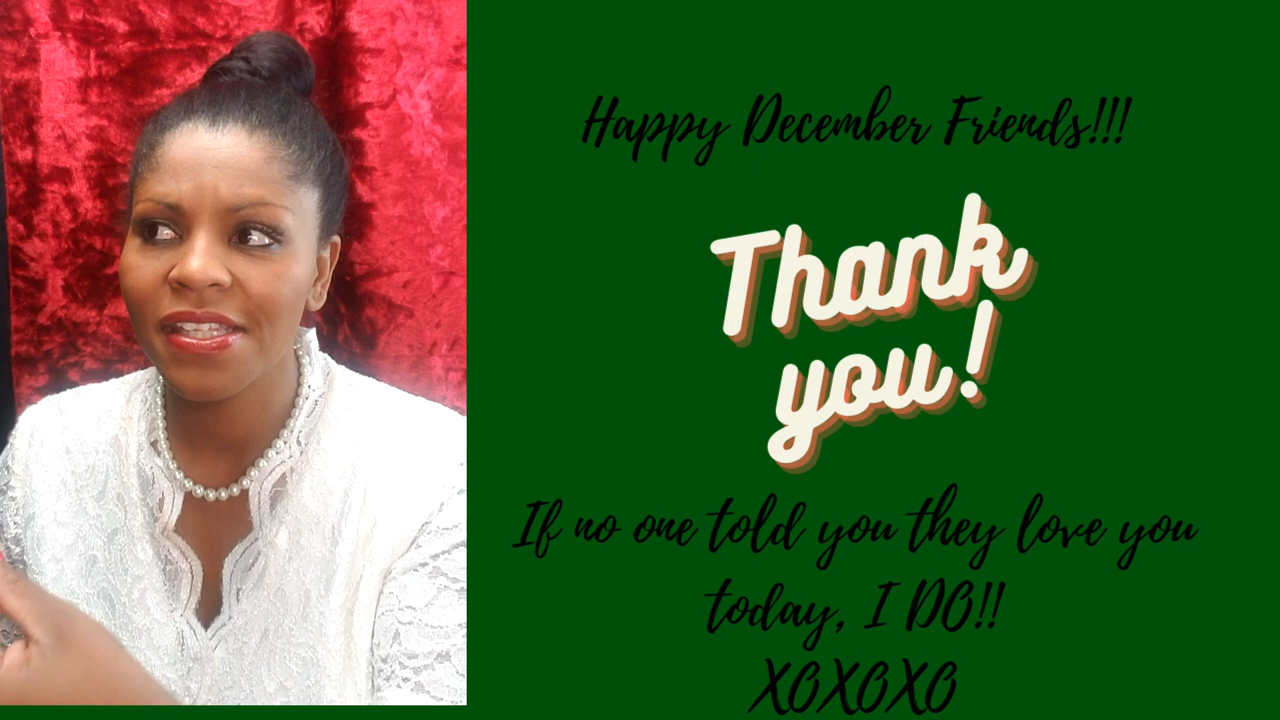 Happy December Friends!!!
Thank
you!
If no one told you they love you
today, I DO!!
XOXOXO